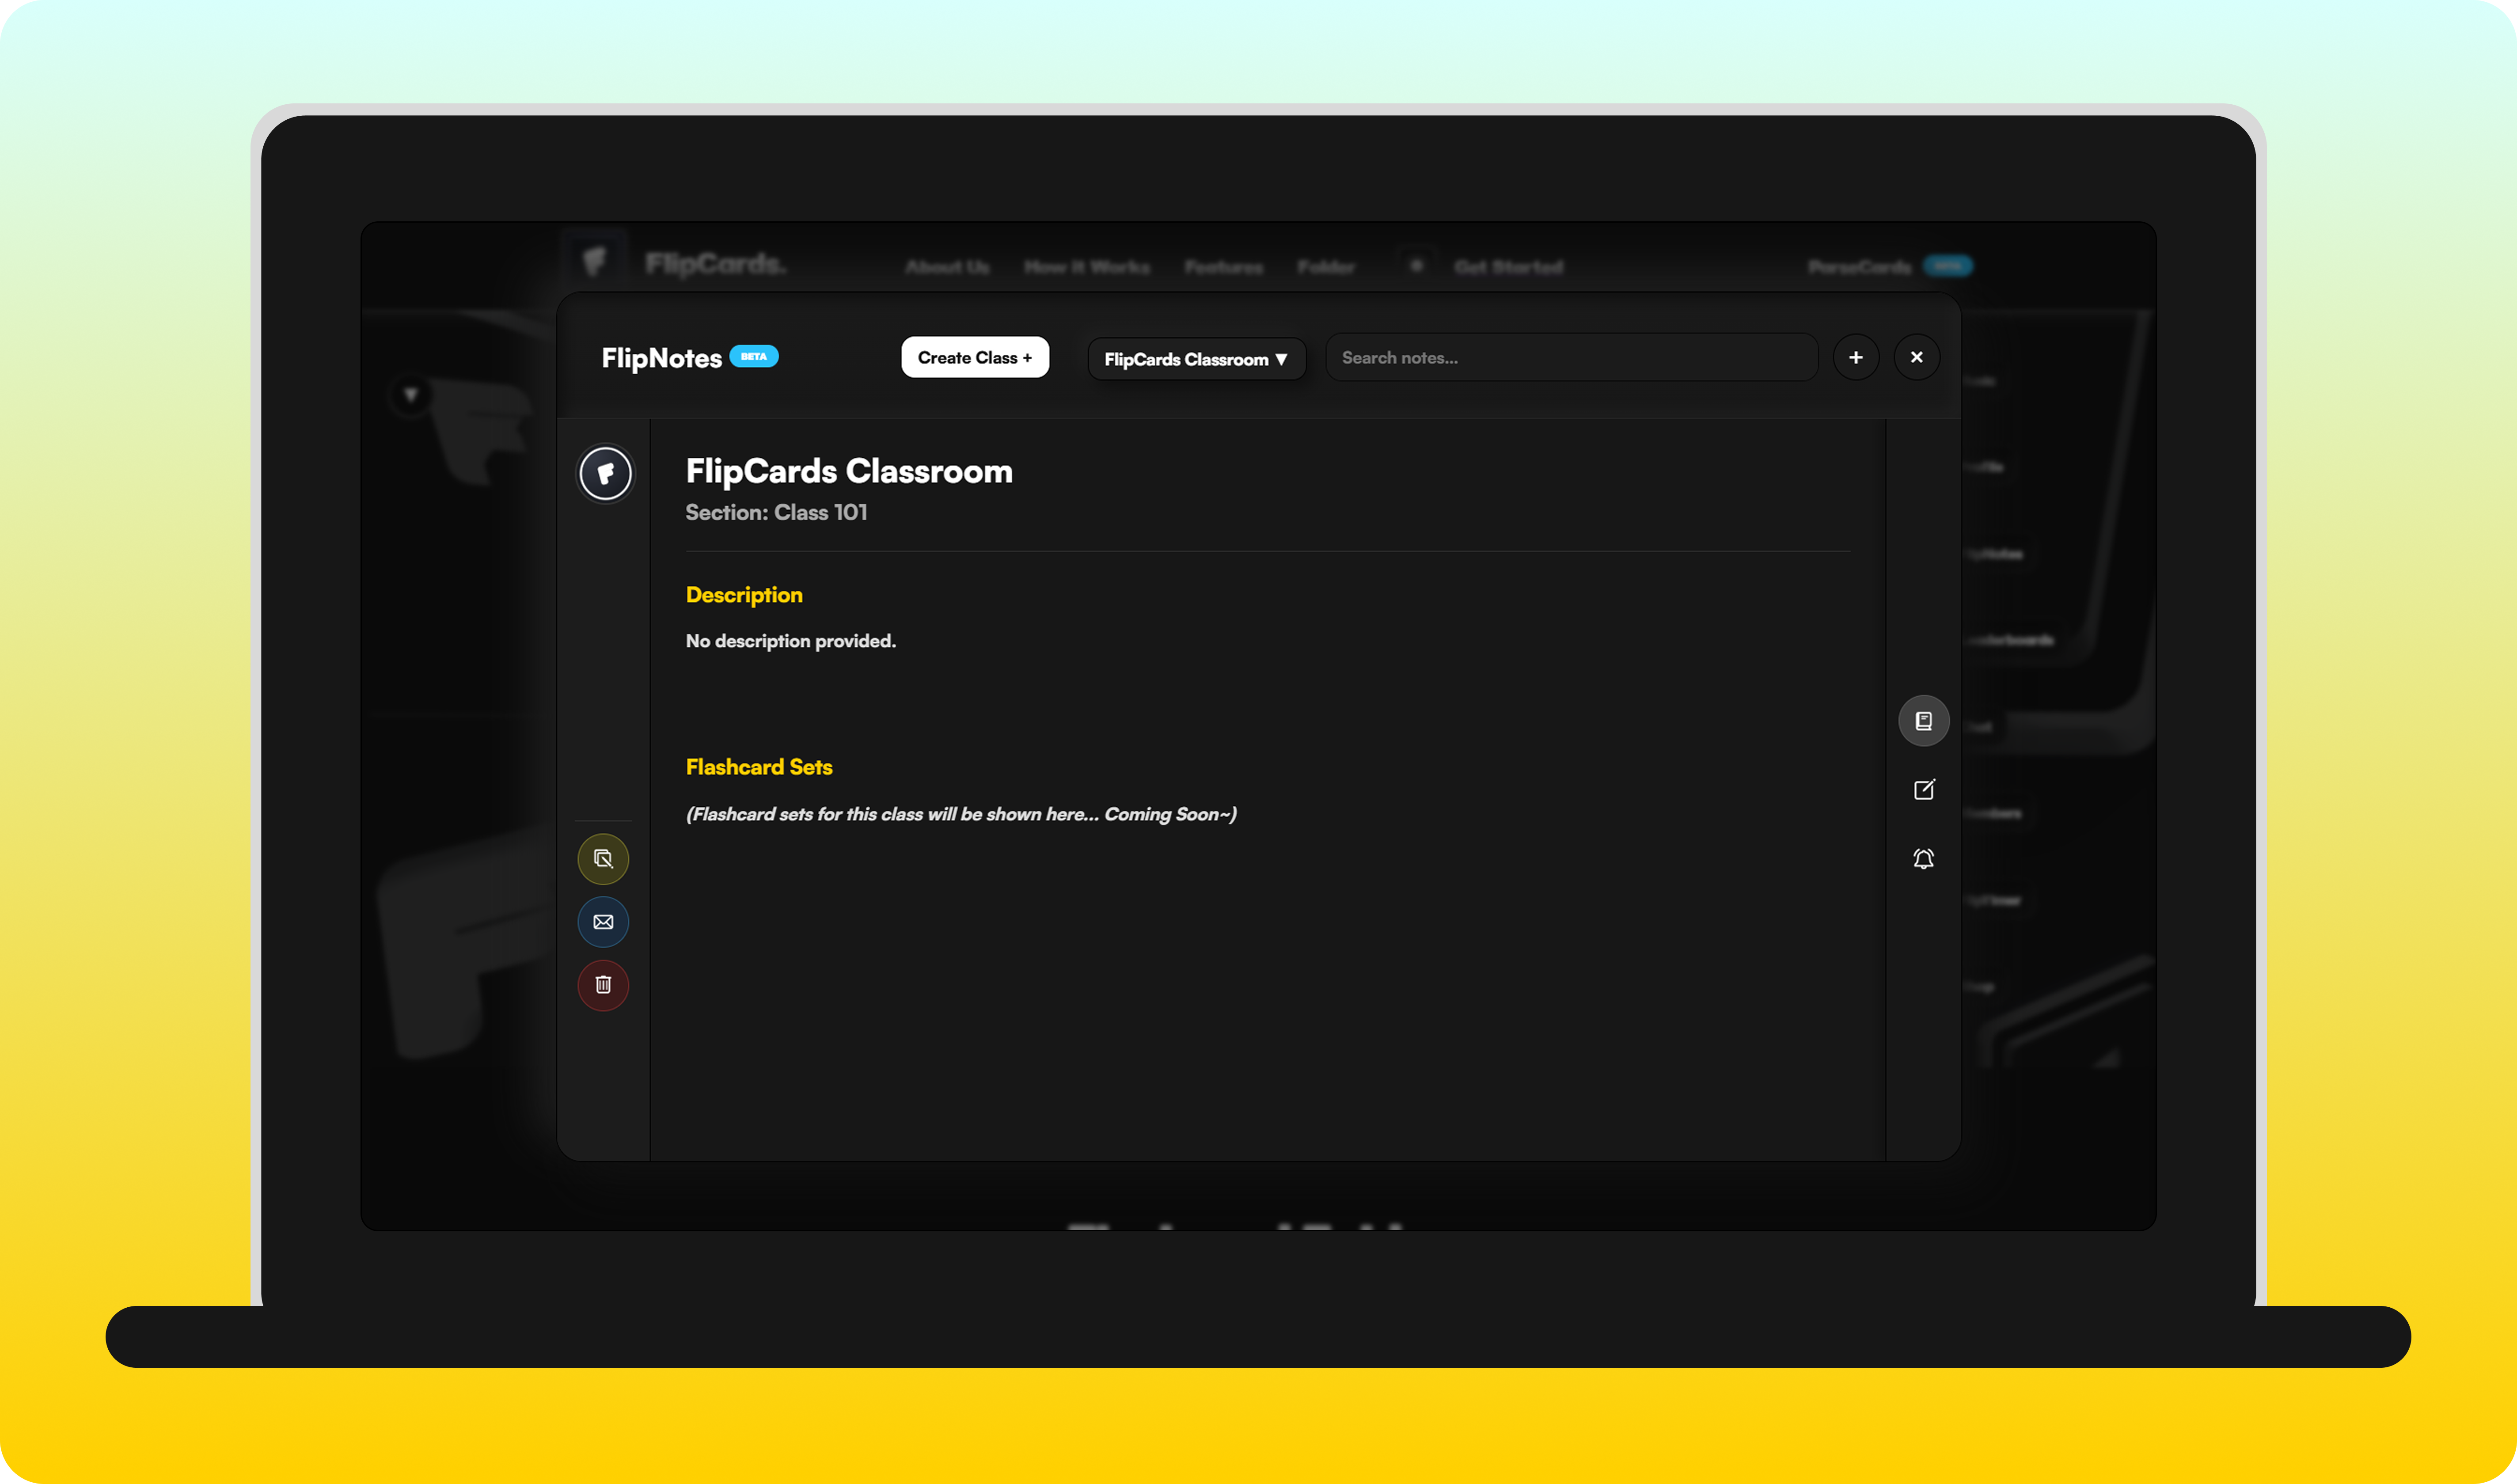 FlipCards.
About Us How it Works Features Folder Get Started
ParseCards BETA
FlipNotes BETA
Create Class +
FlipCards Classroom ▼
Search notes...
FlipCards Classroom
Section: Class 101
Description
No description provided.
Flashcard Sets
(Flashcard sets for this class will be shown here... Coming Soon~)